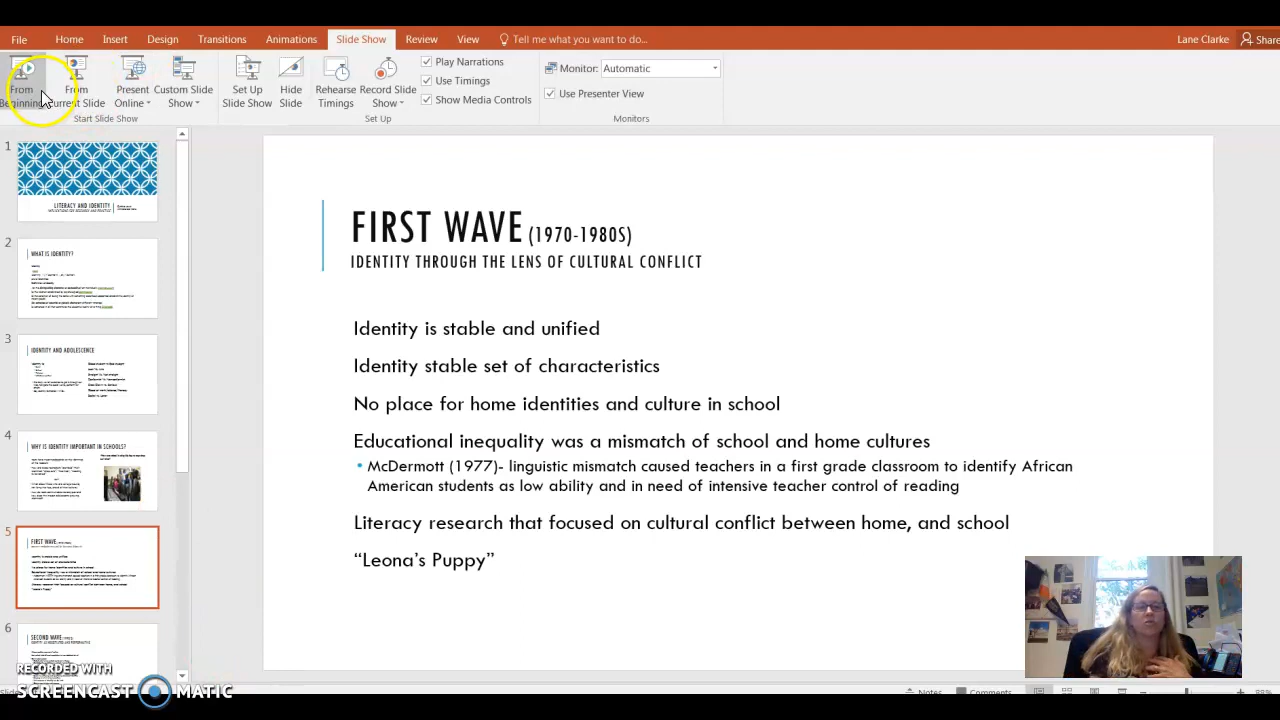 File Home Insert Design Transitions Animations Slide Show Review View Tell me what you want to do... Lane Clarke Share
From Beginning
From Current Slide
Present Online
Custom Slide Show
Set Up Slide Show
Hide Slide
Rehearse Timings
Record Slide Show
Play Narrations
Use Timings
Show Media Controls
Monitor: Automatic
Use Presenter View
Start Slide Show
Set Up
Monitors
1
LITERACY AND IDENTITY
2
WHAT IS IDENTITY?
3
IDENTITY AND ADOLESCENCE
4
WHY IS IDENTITY IMPORTANT IN SCHOOLS?
5
FIRST WAVE
6
SECOND WAVE
FIRST WAVE (1970-1980S)
IDENTITY THROUGH THE LENS OF CULTURAL CONFLICT
Identity is stable and unified
Identity stable set of characteristics
No place for home identities and culture in school
Educational inequality was a mismatch of school and home cultures
• McDermott (1977)- linguistic mismatch caused teachers in a first grade classroom to identify African
American students as low ability and in need of intensive teacher control of reading
Literacy research that focused on cultural conflict between home, and school
“Leona’s Puppy”
RECORDED WITH
SCREENCAST MATIC
Notes Comments